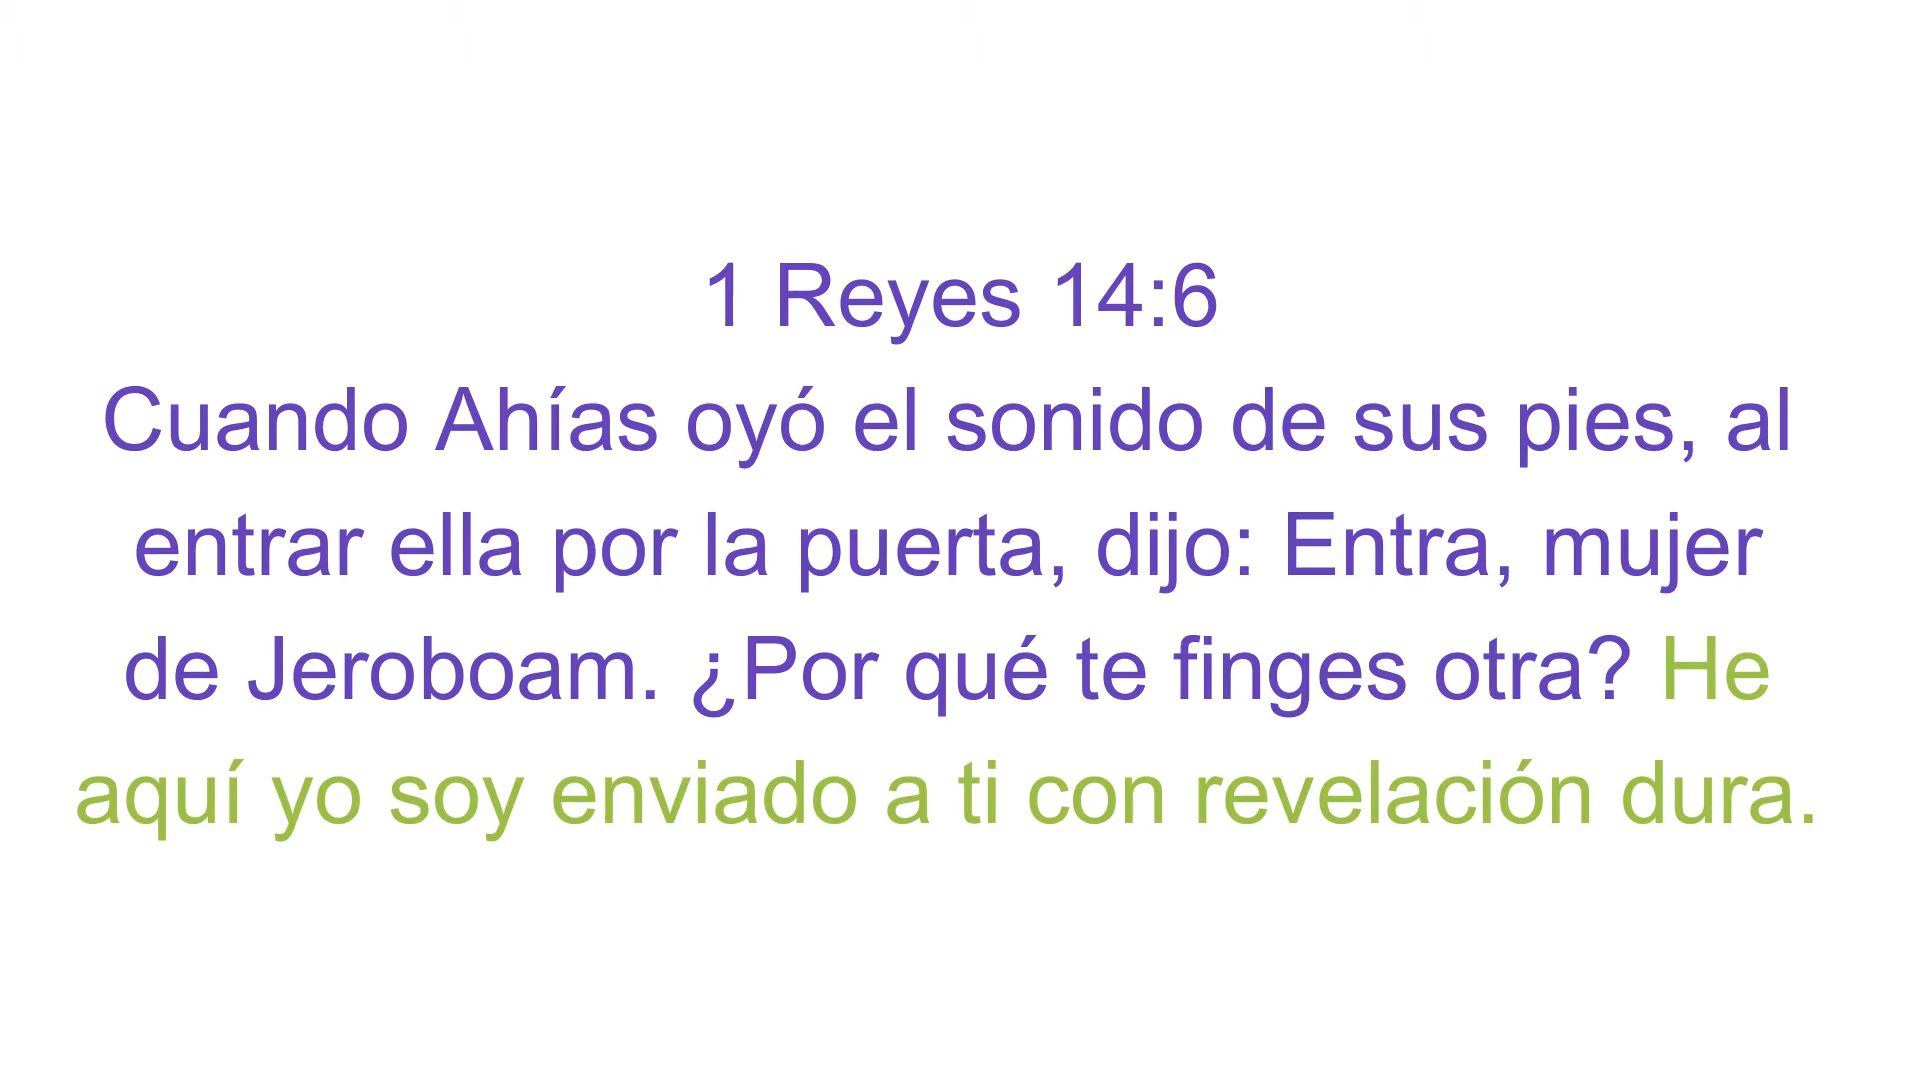 1 Reyes 14:6
Cuando Ahías oyó el sonido de sus pies, al
entrar ella por la puerta, dijo: Entra, mujer
de Jeroboam. ¿Por qué te finges otra? He
aquí yo soy enviado a ti con revelación dura.